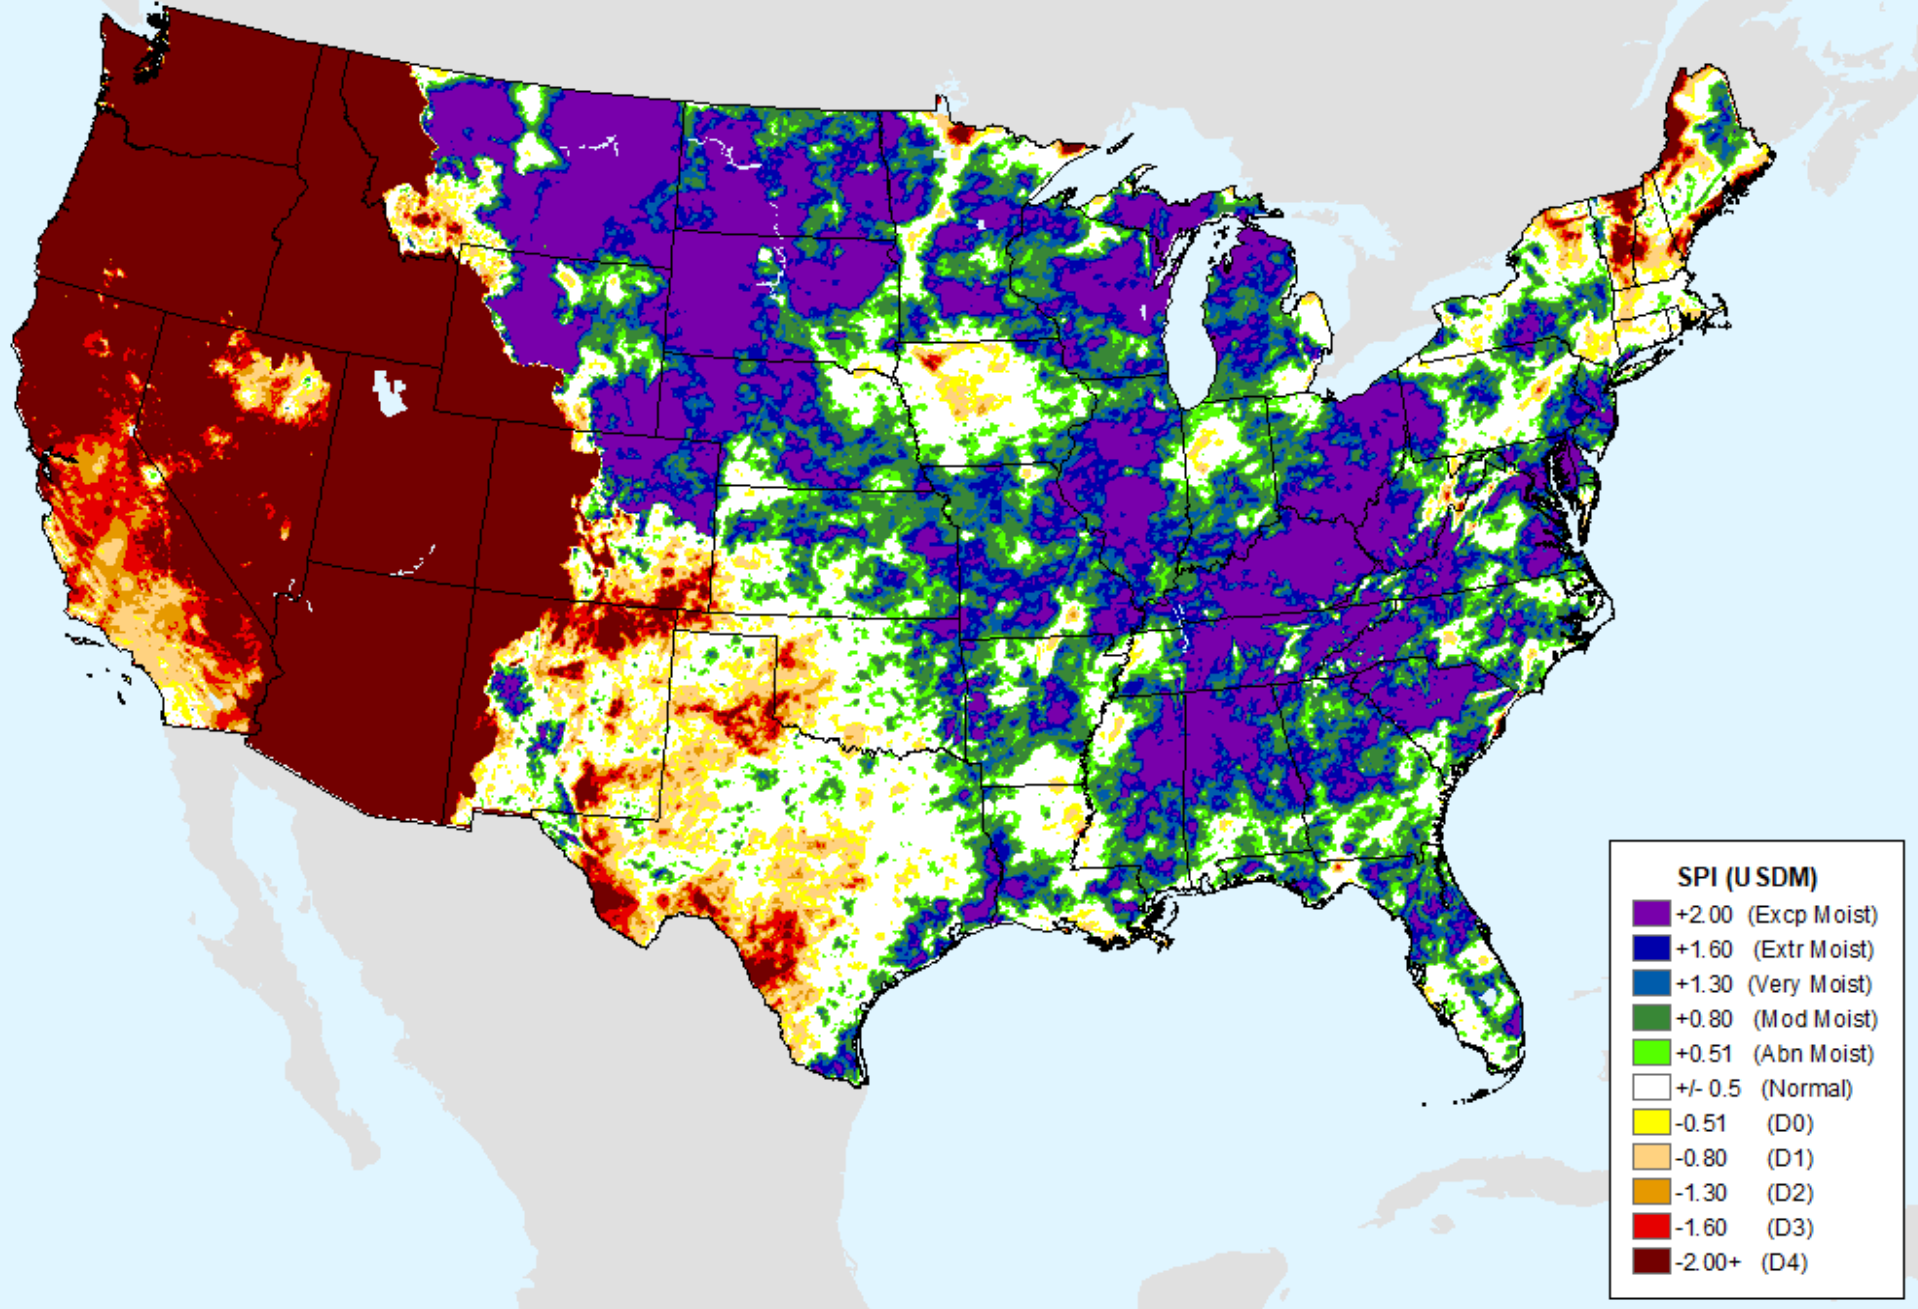 SPI (USDM)
+2.00 (Excp Moist)
+1.60 (Extr Moist)
+1.30 (Very Moist)
+0.80 (Mod Moist)
+0.51 (Abn Moist)
+/- 0.5 (Normal)
-0.51 (D0)
-0.80 (D1)
-1.30 (D2)
-1.60 (D3)
-2.00+ (D4)